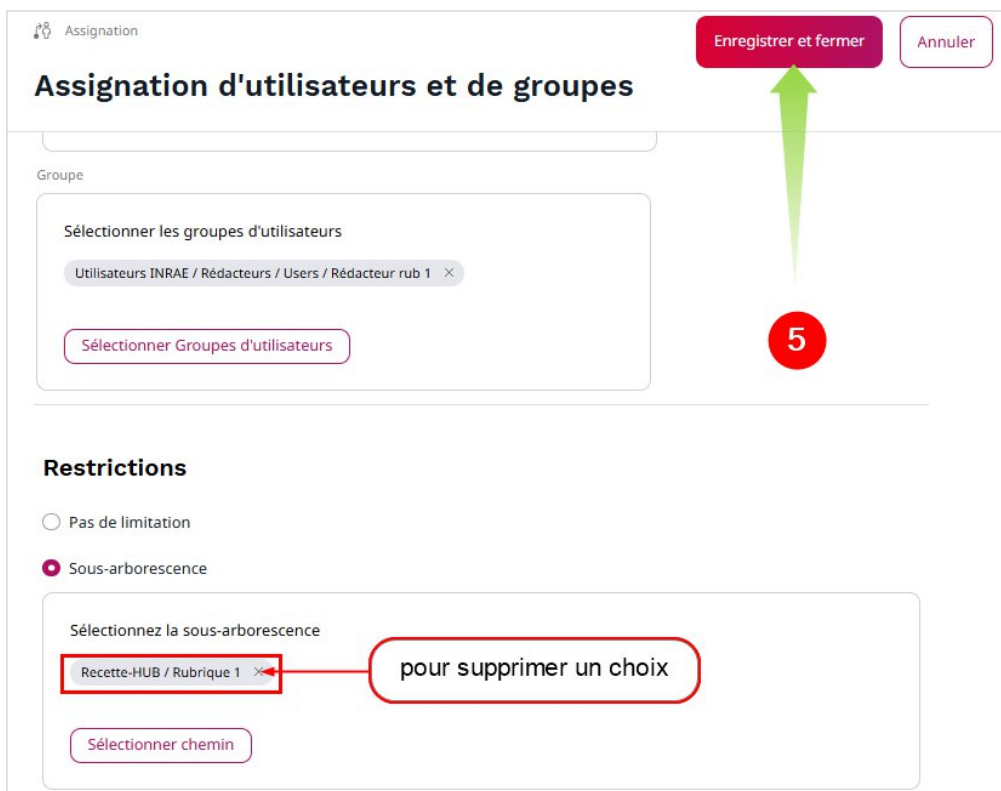 Assignation
Enregistrer et fermer
Annuler
Assignation d'utilisateurs et de groupes
Groupe
Sélectionner les groupes d'utilisateurs
Utilisateurs INRAE / Rédacteurs / Users / Rédacteur rub 1 ×
Sélectionner Groupes d'utilisateurs
5
Restrictions
Pas de limitation
Sous-arborescence
Sélectionnez la sous-arborescence
Recette-HUB / Rubrique 1 ×
pour supprimer un choix
Sélectionner chemin